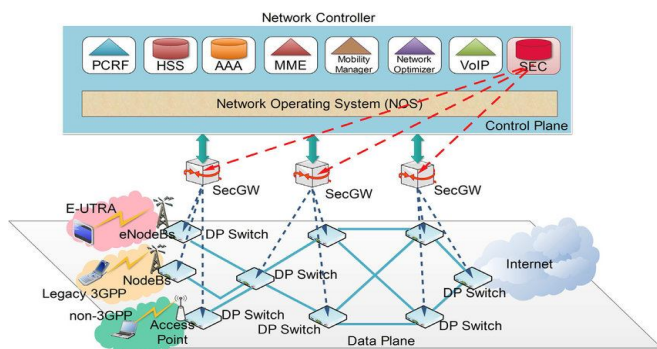 Network Controller
PCRF
HSS
AAA
MME
Mobility
Manager
Network
Optimizer
VoIP
SEC
Network Operating System (NOS)
Control Plane
SecGW
SecGW
SecGW
E-UTRA
eNodeBs
DP Switch
Internet
NodeBs
Legacy 3GPP
DP Switch
DP Switch
non-3GPP
Access
Point
DP Switch
DP Switch
DP Switch
Data Plane